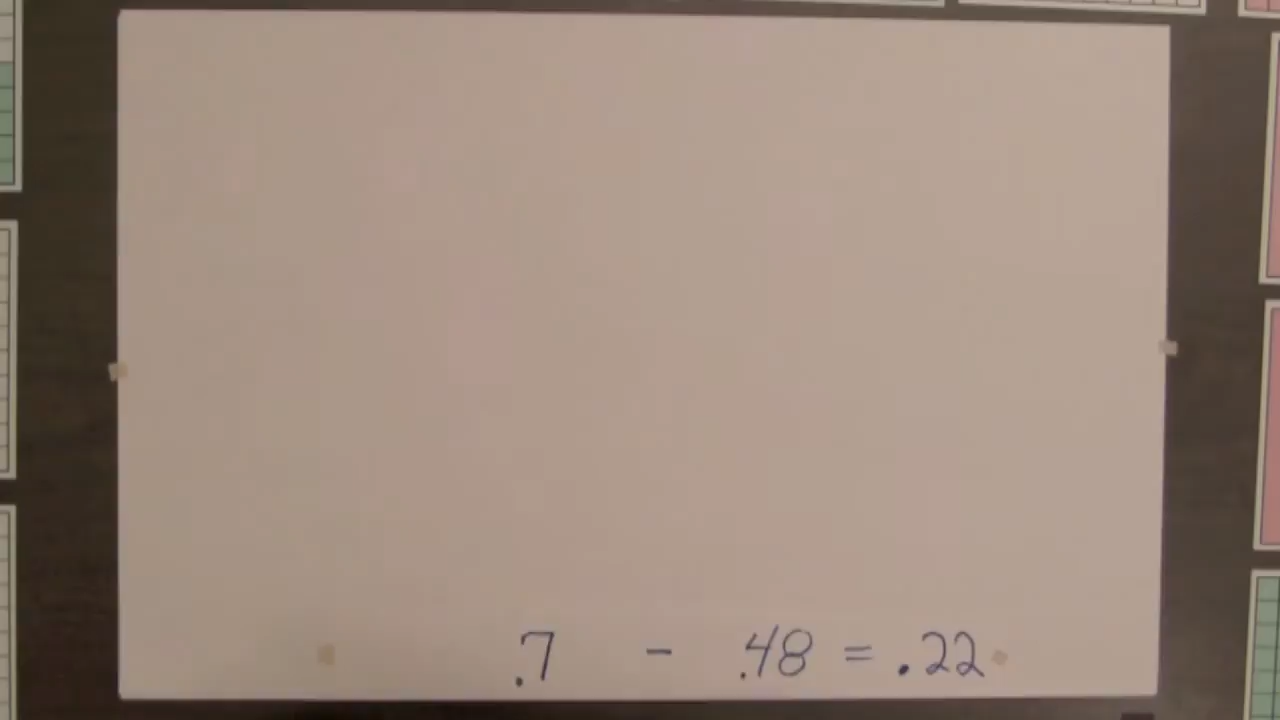 .7 - .48 = .22